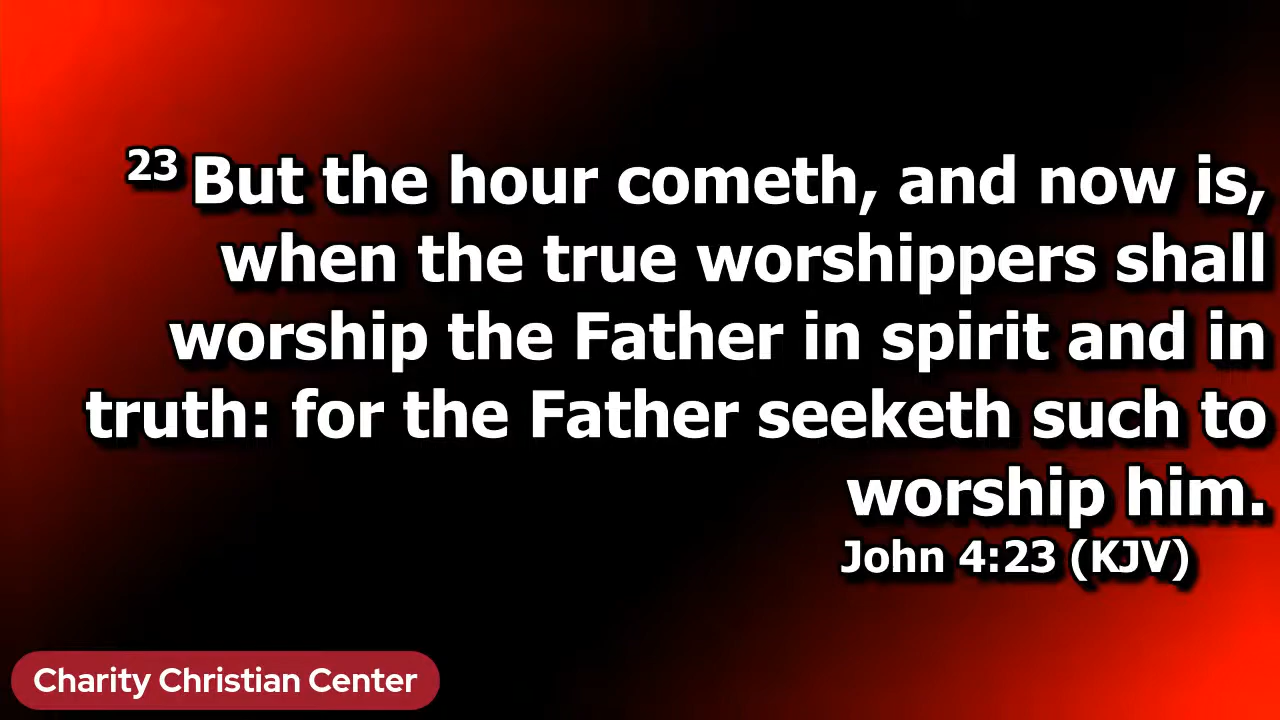 23 But the hour cometh, and now is,
when the true worshippers shall
worship the Father in spirit and in
truth: for the Father seeketh such to
worship him.
John 4:23 (KJV)
Charity Christian Center